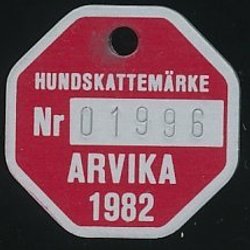 HUNDSKATTEMÄRKE
Nr 01996
ARVIKA
1982